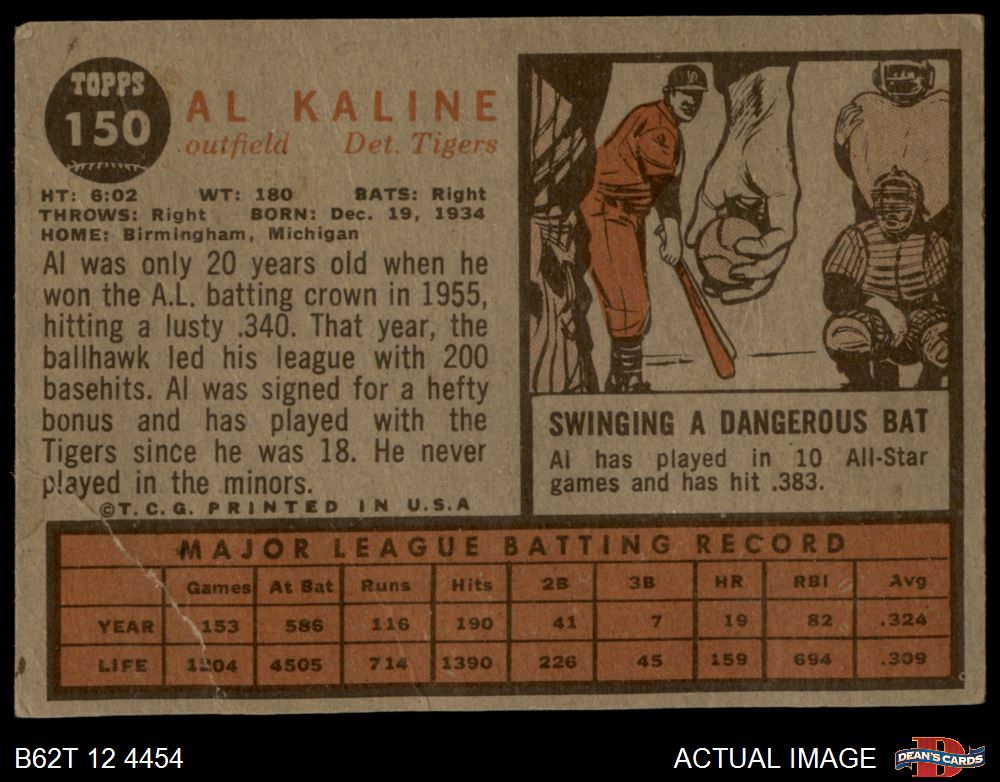 TOPPS
150
AL KALINE
outfield Det. Tigers
HT: 6:02 WT: 180 BATS: Right
THROWS: Right BORN: Dec. 19, 1934
HOME: Birmingham, Michigan
Al was only 20 years old when he
won the A.L. batting crown in 1955,
hitting a lusty .340. That year, the
ballhawk led his league with 200
basehits. Al was signed for a hefty
bonus and has played with the
Tigers since he was 18. He never
played in the minors.
©T.C.G. PRINTED IN U.S.A
SWINGING A DANGEROUS BAT
Al has played in 10 All-Star
games and has hit .383.
MAJOR LEAGUE BATTING RECORD
Games At Bat Runs Hits 2B 3B HR RBI Avg
YEAR 153 586 116 190 41 7 19 82 .324
LIFE 1204 4505 714 1390 226 45 159 694 .309
B62T 12 4454
ACTUAL IMAGE
D
DEAN'S CARDS